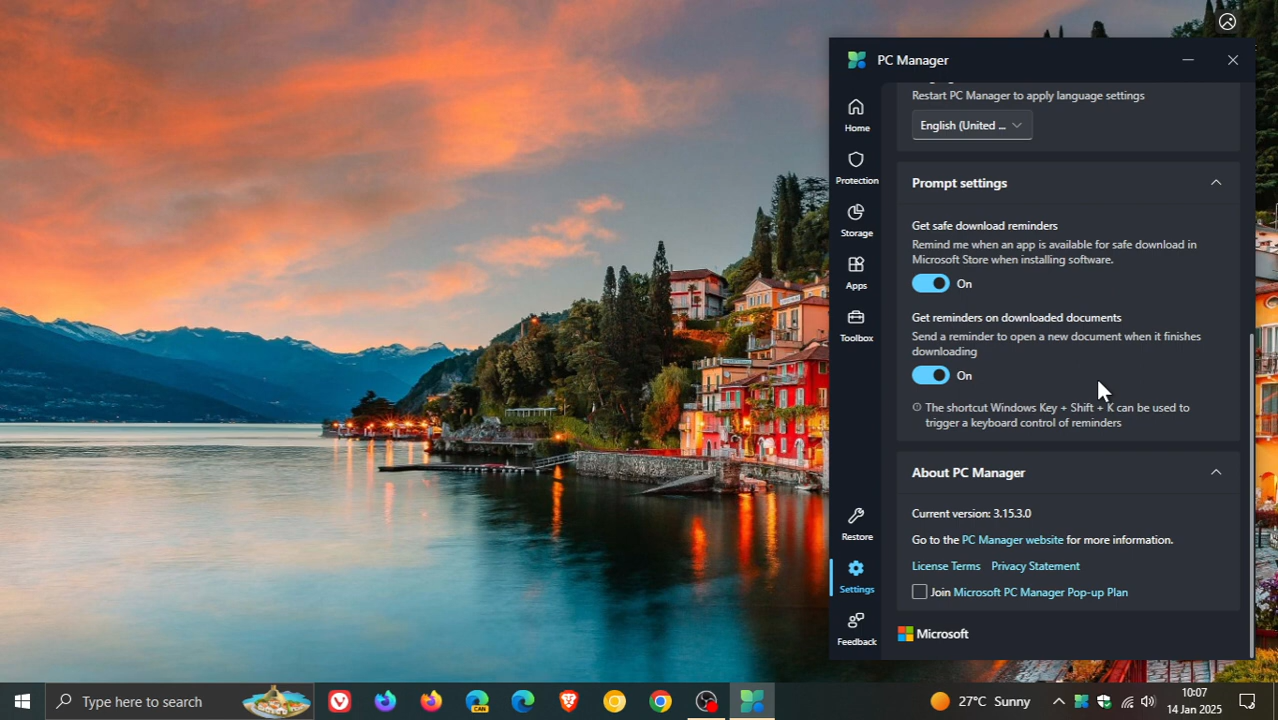 PC Manager
Restart PC Manager to apply language settings
English (United ...
Home
Protection
Storage
Apps
Toolbox
Restore
Settings
Feedback
Prompt settings
Get safe download reminders
Remind me when an app is available for safe download in
Microsoft Store when installing software.
On
Get reminders on downloaded documents
Send a reminder to open a new document when it finishes
downloading
On
The shortcut Windows Key + Shift + K can be used to
trigger a keyboard control of reminders
About PC Manager
Current version: 3.15.3.0
Go to the PC Manager website for more information.
License Terms Privacy Statement
Join Microsoft PC Manager Pop-up Plan
Microsoft
Type here to search
CAN
27°C Sunny
10:07
14 Jan 2025